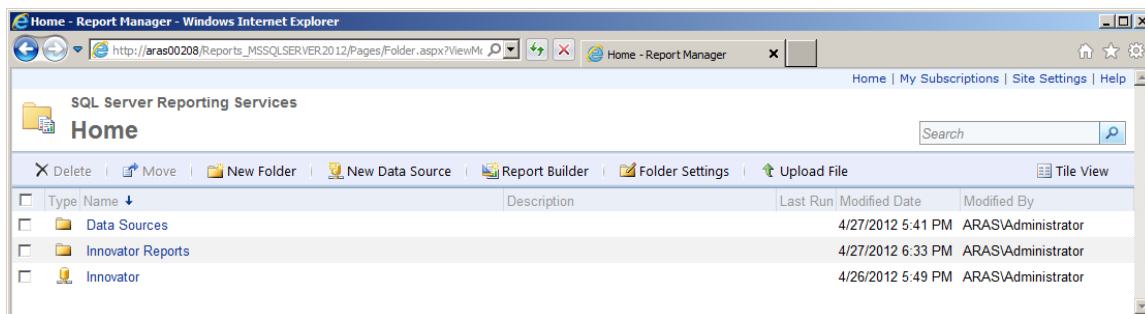 Home - Report Manager - Windows Internet Explorer
http://aras00208/Reports_MSSQLSERVER2012/Pages/Folder.aspx?ViewMc
Home - Report Manager
Home | My Subscriptions | Site Settings | Help
SQL Server Reporting Services
Home
Search
Delete | Move | New Folder | New Data Source | Report Builder | Folder Settings | Upload File Tile View
Type Name Description Last Run Modified Date Modified By
Data Sources 4/27/2012 5:41 PM ARAS\Administrator
Innovator Reports 4/27/2012 6:33 PM ARAS\Administrator
Innovator 4/26/2012 5:49 PM ARAS\Administrator